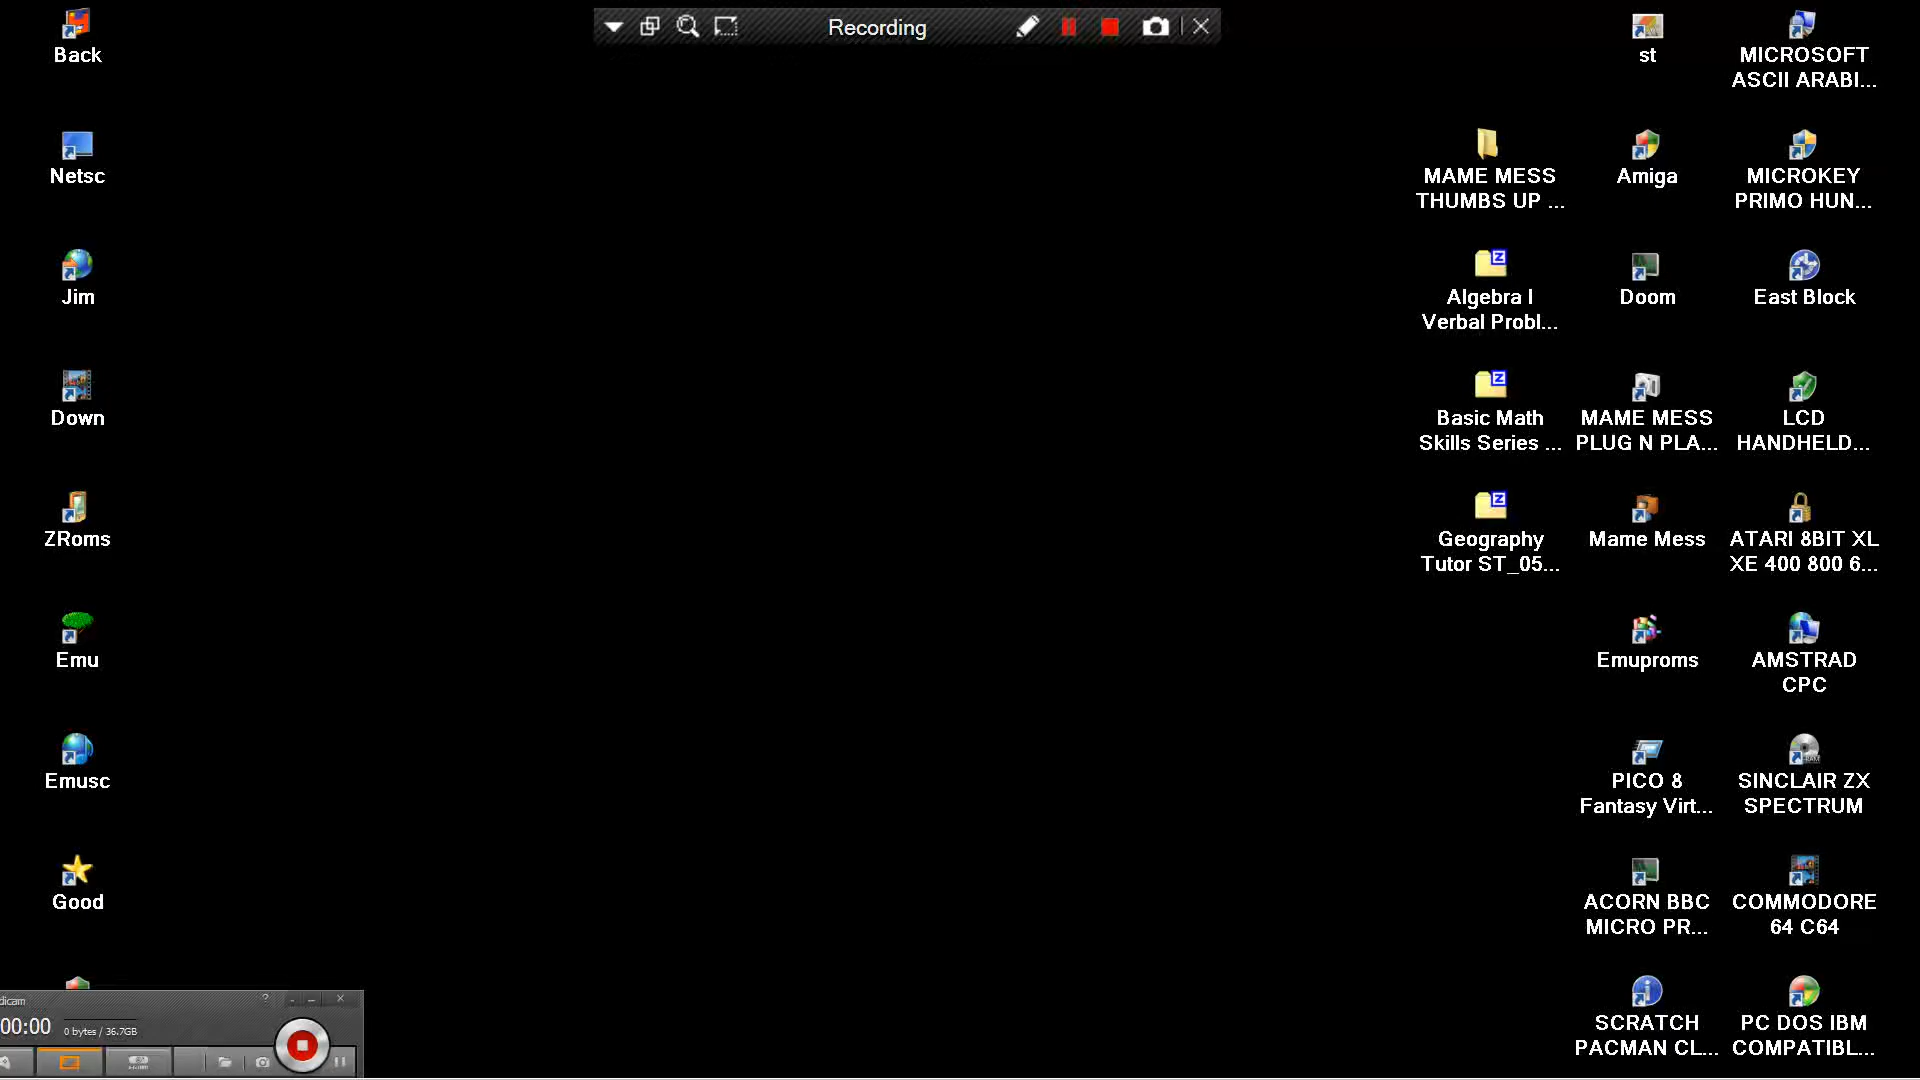 Recording
Back
Netsc
Jim
Down
ZRoms
Emu
Emusc
Good
st
MICROSOFT
ASCII ARABI...
MAME MESS
THUMBS UP ...
Amiga
MICROKEY
PRIMO HUN...
Algebra I
Verbal Probl...
Doom
East Block
Basic Math
Skills Series ...
MAME MESS
PLUG N PLA...
LCD
HANDHELD...
Geography
Tutor ST_05...
Mame Mess
ATARI 8BIT XL
XE 400 800 6...
Emuproms
AMSTRAD
CPC
PICO 8
Fantasy Virt...
SINCLAIR ZX
SPECTRUM
ACORN BBC
MICRO PR...
COMMODORE
64 C64
SCRATCH
PACMAN CL...
PC DOS IBM
COMPATIBL...
dicam
00:00
0 bytes / 36.7GB